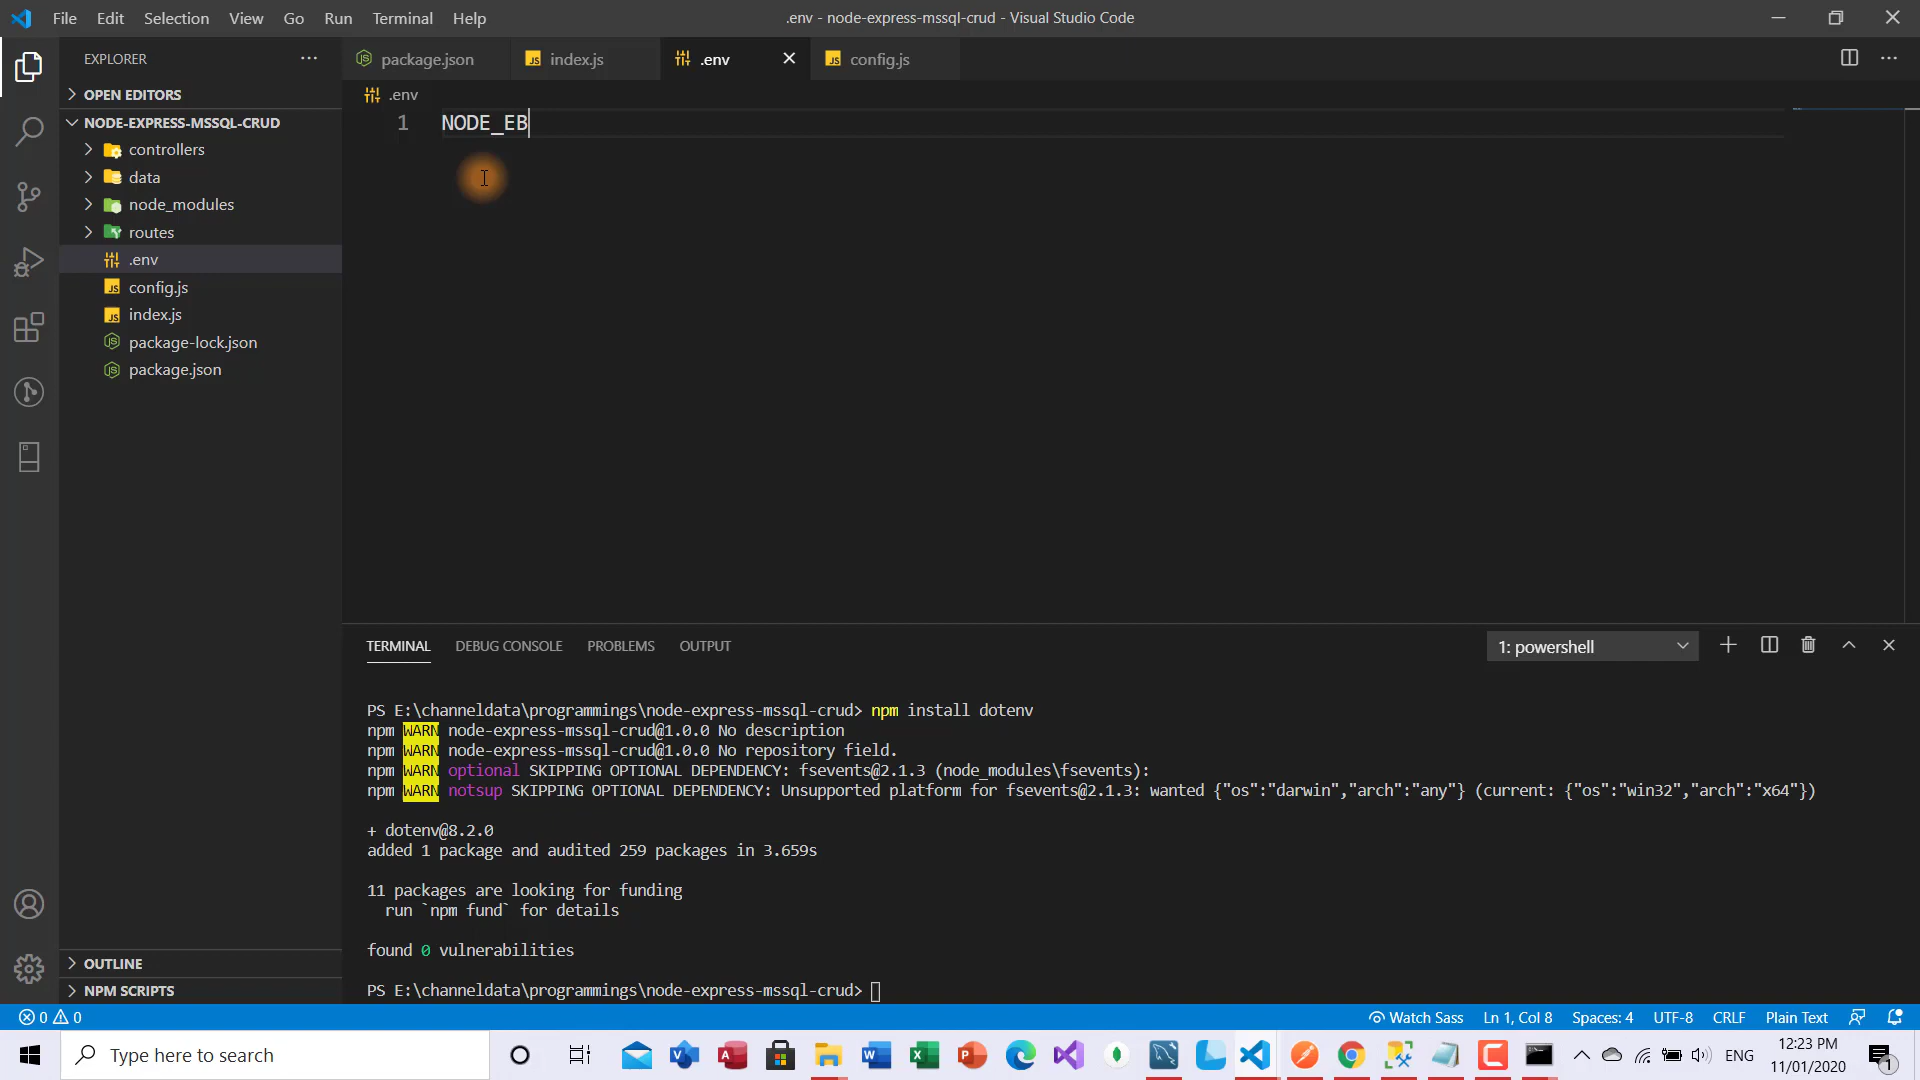 File Edit Selection View Go Run Terminal Help
.env - node-express-mssql-crud - Visual Studio Code
EXPLORER
package.json
index.js
.env
config.js
OPEN EDITORS
.env
NODE-EXPRESS-MSSQL-CRUD
1 NODE_EB
controllers
data
node_modules
routes
.env
config.js
index.js
package-lock.json
package.json
TERMINAL DEBUG CONSOLE PROBLEMS OUTPUT
1: powershell
PS E:\channeldata\programmings\node-express-mssql-crud> npm install dotenv
npm WARN node-express-mssql-crud@1.0.0 No description
npm WARN node-express-mssql-crud@1.0.0 No repository field.
npm WARN optional SKIPPING OPTIONAL DEPENDENCY: fsevents@2.1.3 (node_modules\fsevents):
npm WARN notsup SKIPPING OPTIONAL DEPENDENCY: Unsupported platform for fsevents@2.1.3: wanted {"os":"darwin","arch":"any"} (current: {"os":"win32","arch":"x64"})
+ dotenv@8.2.0
added 1 package and audited 259 packages in 3.659s
11 packages are looking for funding
run `npm fund` for details
found 0 vulnerabilities
PS E:\channeldata\programmings\node-express-mssql-crud>
OUTLINE
NPM SCRIPTS
0 0
Watch Sass
Ln 1, Col 8
Spaces: 4
UTF-8
CRLF
Plain Text
Type here to search
ENG
12:23 PM
11/01/2020
1